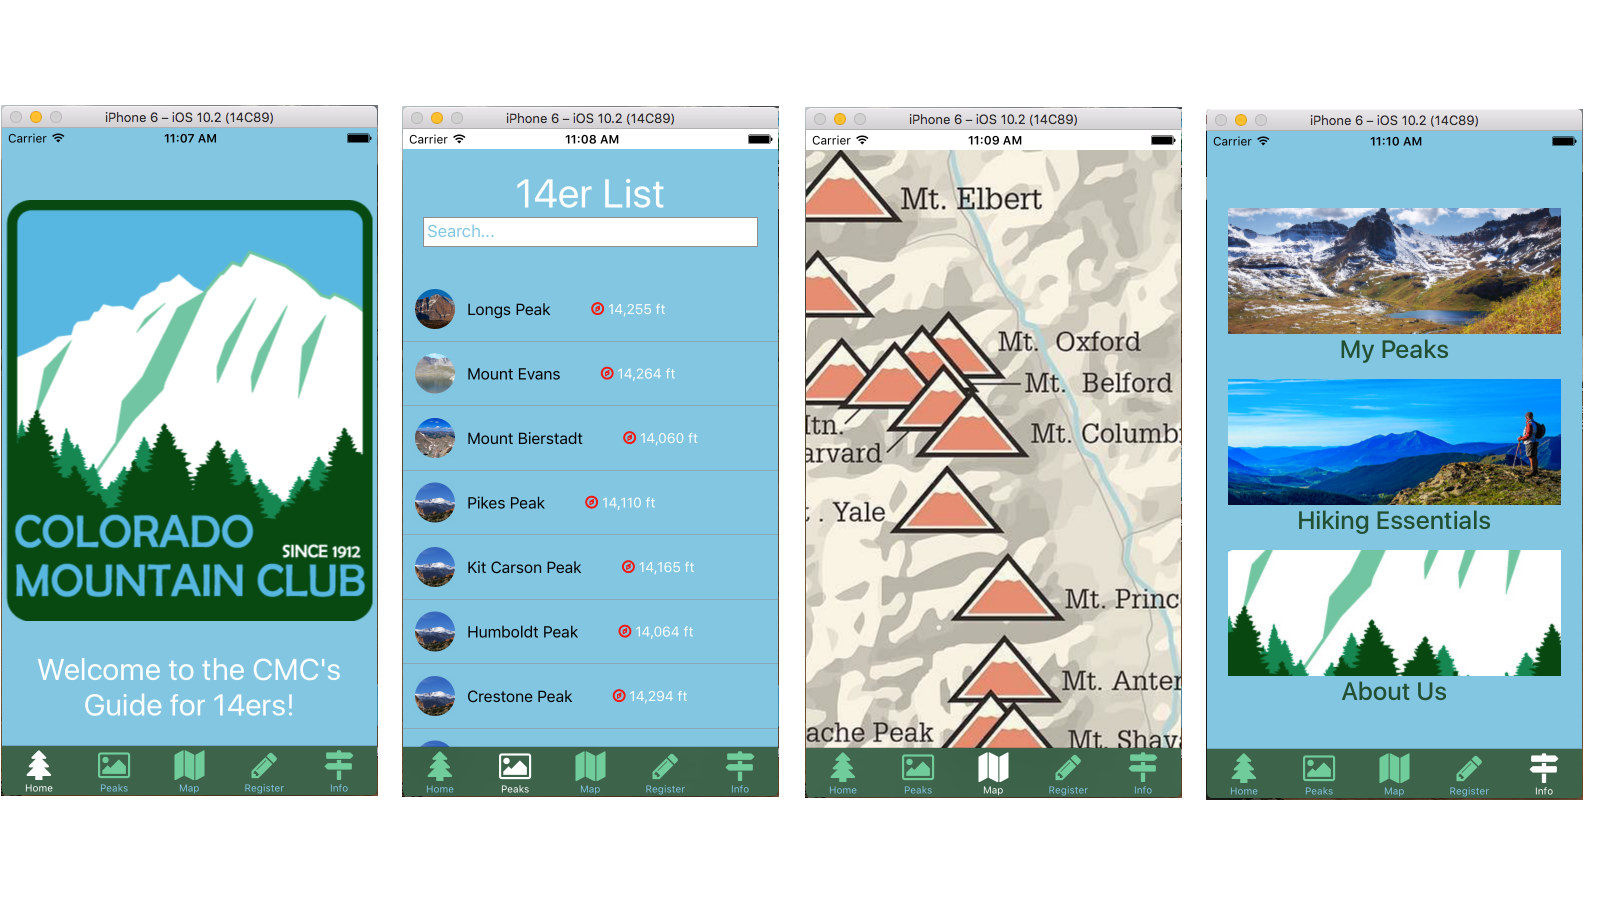 iPhone 6 – iOS 10.2 (14C89)
Carrier 11:07 AM
COLORADO
SINCE 1912
MOUNTAIN CLUB
Welcome to the CMC's
Guide for 14ers!
Home Peaks Map Register Info
iPhone 6 – iOS 10.2 (14C89)
Carrier 11:08 AM
14er List
Search...
Longs Peak 14,255 ft
Mount Evans 14,264 ft
Mount Bierstadt 14,060 ft
Pikes Peak 14,110 ft
Kit Carson Peak 14,165 ft
Humboldt Peak 14,064 ft
Crestone Peak 14,294 ft
Home Peaks Map Register Info
iPhone 6 – iOS 10.2 (14C89)
Carrier 11:09 AM
Mt. Elbert
Mt. Oxford
Mt. Belford
Mt. Columb
tn.
arvard
t . Yale
Mt. Princ
Mt. Anter
ache Peak
Mt. Shav
Home Peaks Map Register Info
iPhone 6 – iOS 10.2 (14C89)
Carrier 11:10 AM
My Peaks
Hiking Essentials
About Us
Home Peaks Map Register Info